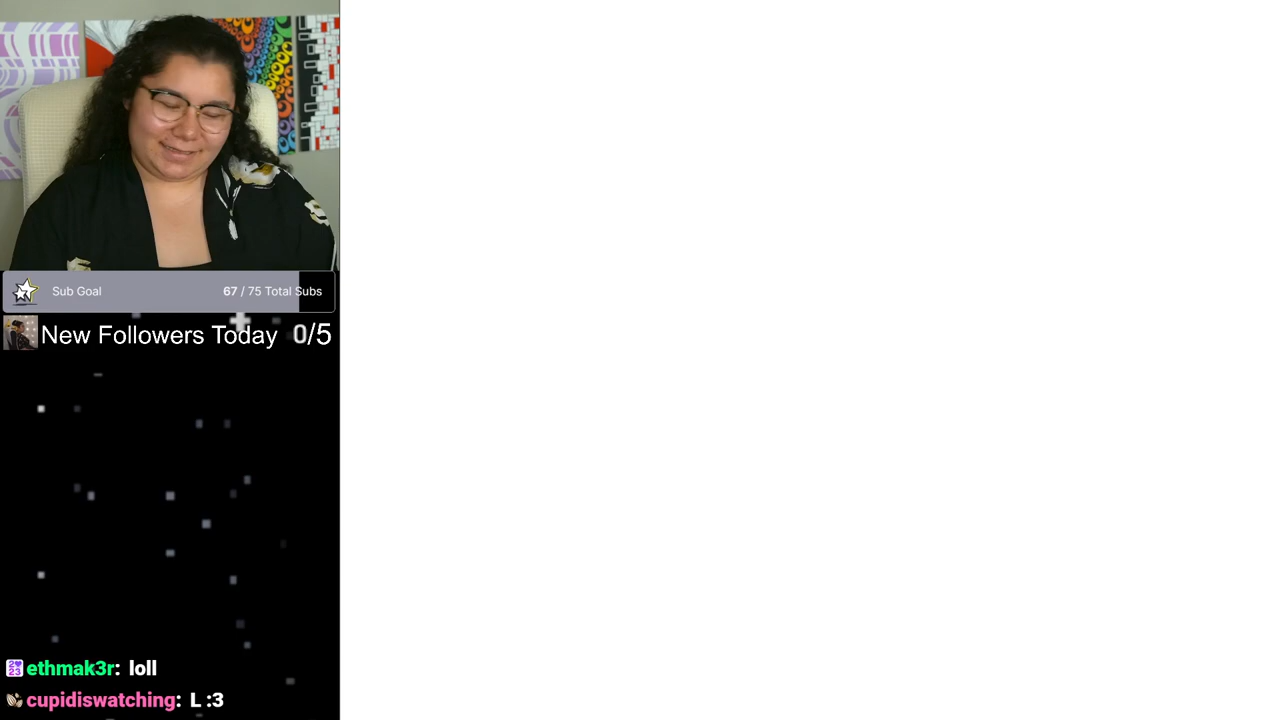 Sub Goal 67 / 75 Total Subs
New Followers Today 0/5
ethmak3r: loll
cupidiswatching: L :3